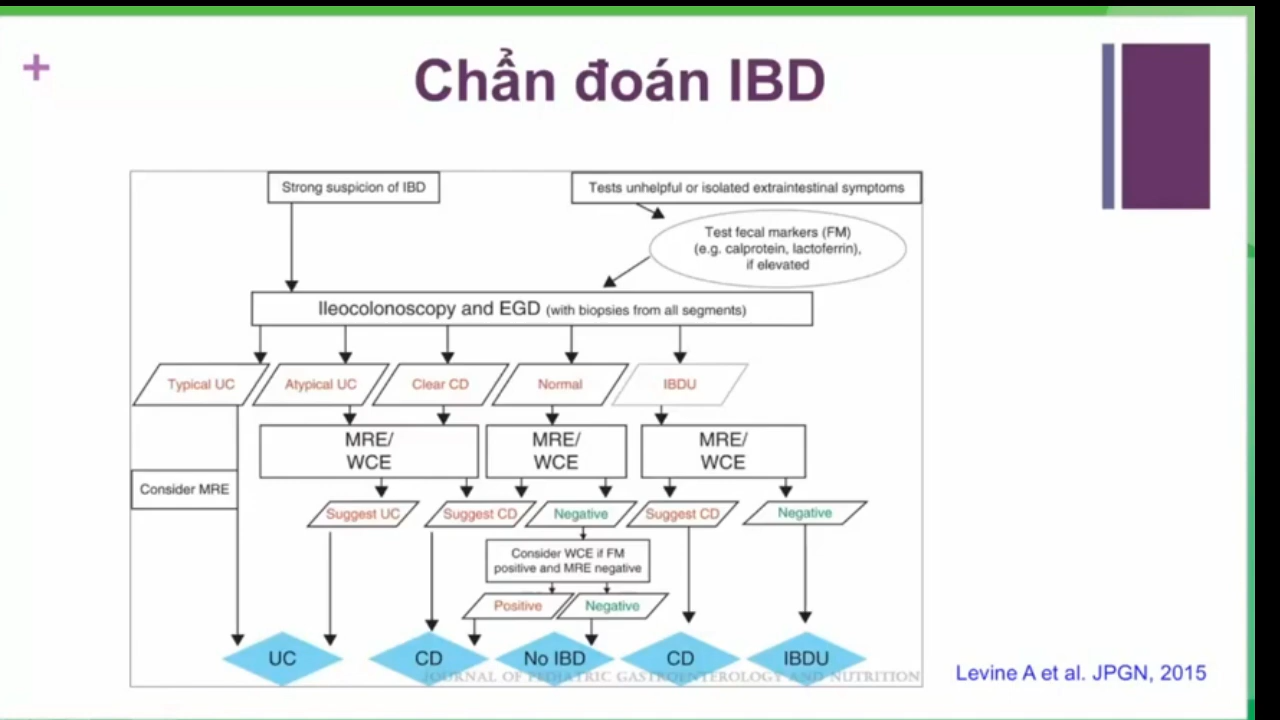 +
Chẩn đoán IBD
Strong suspicion of IBD
Tests unhelpful or isolated extraintestinal symptoms
Test fecal markers (FM)
(e.g. calprotein, lactoferrin),
if elevated
Ileocolonoscopy and EGD (with biopsies from all segments)
Typical UC
Atypical UC
Clear CD
Normal
IBDU
MRE/
WCE
MRE/
WCE
MRE/
WCE
Consider MRE
Suggest UC
Suggest CD
Negative
Suggest CD
Negative
Consider WCE if FM
positive and MRE negative
Positive
Negative
UC
CD
No IBD
CD
IBDU
JOURNAL OF PEDIATRIC GASTROENTEROLOGY AND NUTRITION
Levine A et al. JPGN, 2015